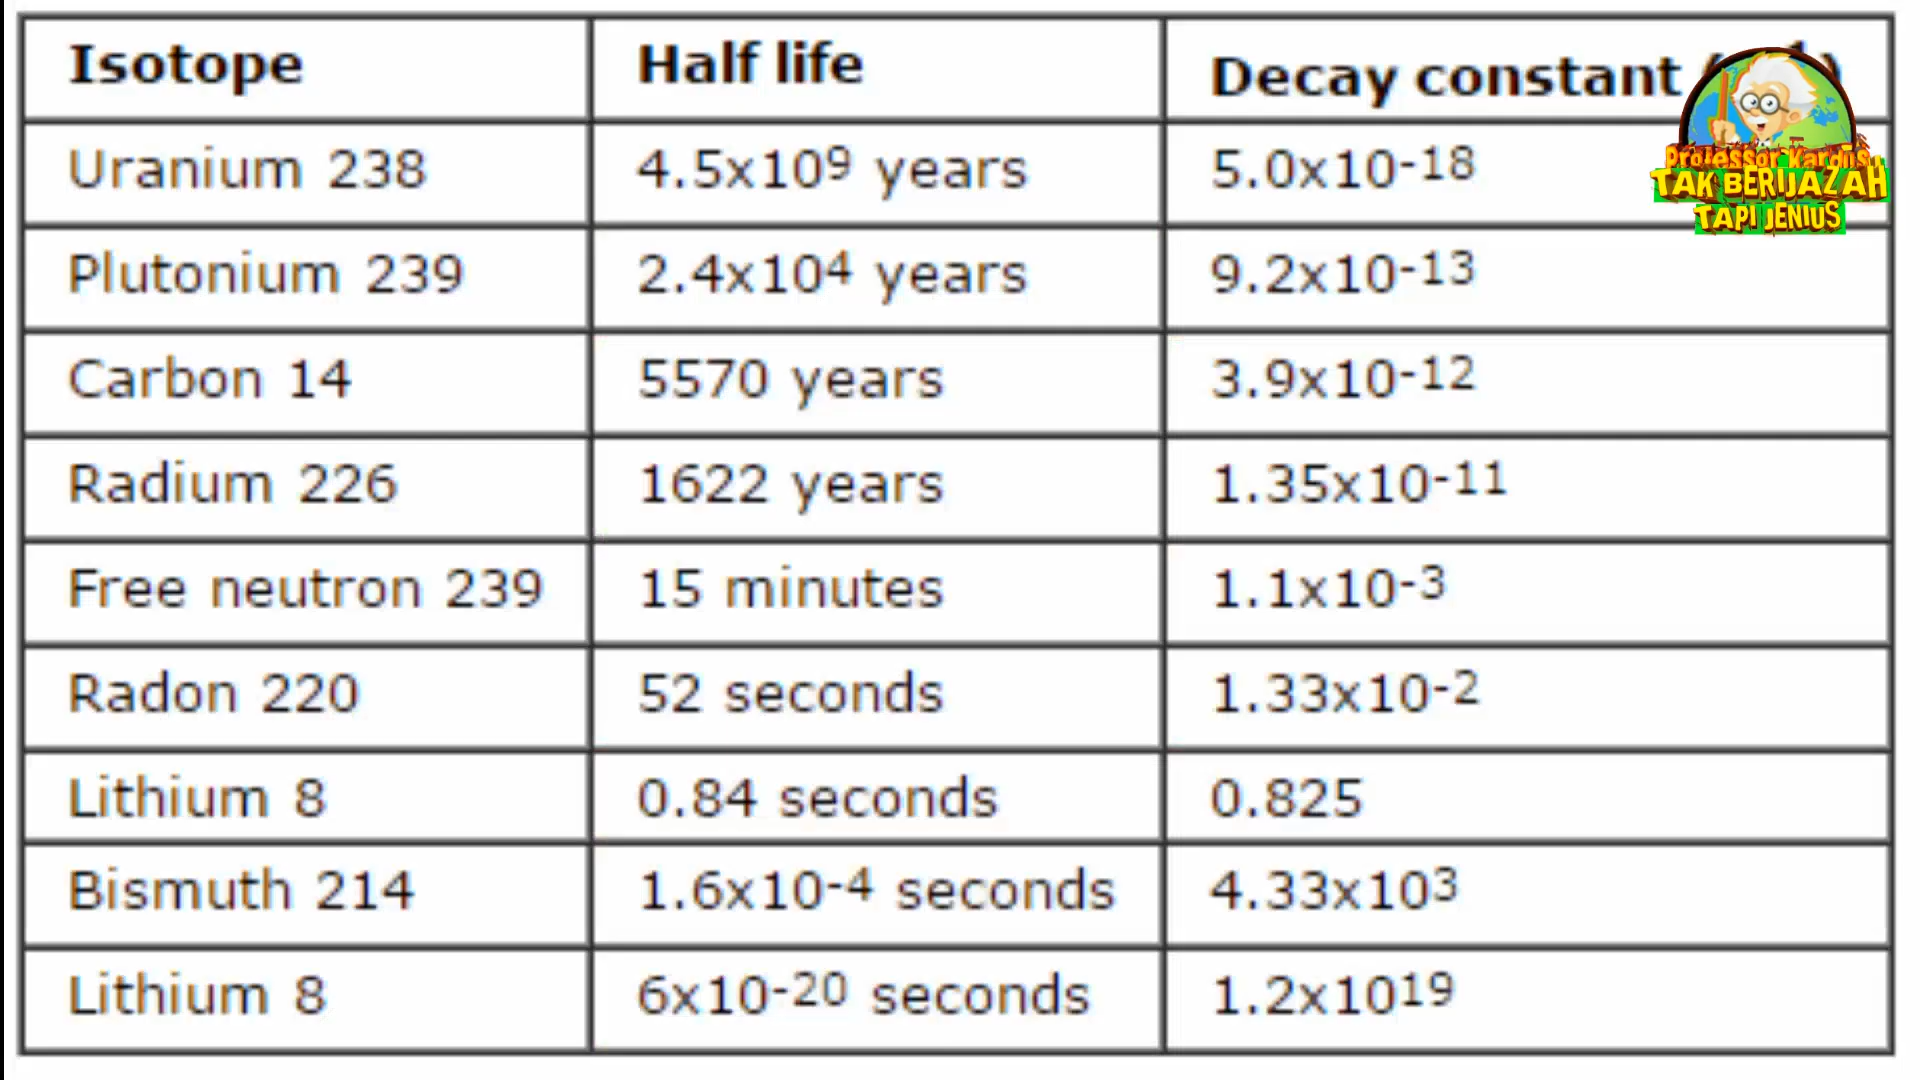 Isotope Half life Decay constant
Uranium 238 4.5x10⁹ years 5.0x10⁻¹⁸
Plutonium 239 2.4x10⁴ years 9.2x10⁻¹³
Carbon 14 5570 years 3.9x10⁻¹²
Radium 226 1622 years 1.35x10⁻¹¹
Free neutron 239 15 minutes 1.1x10⁻³
Radon 220 52 seconds 1.33x10⁻²
Lithium 8 0.84 seconds 0.825
Bismuth 214 1.6x10⁻⁴ seconds 4.33x10³
Lithium 8 6x10⁻²⁰ seconds 1.2x10¹⁹
Professor Kardus
TAK BERIJAZAH
TAPI JENIUS